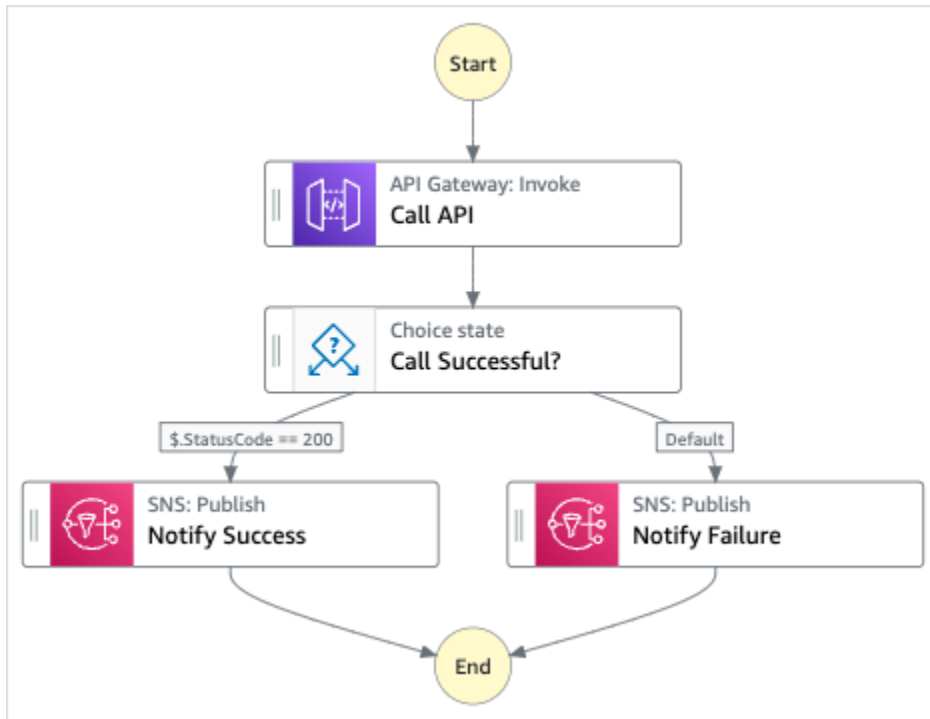 Start
API Gateway: Invoke
Call API
Choice state
Call Successful?
$.StatusCode == 200
Default
SNS: Publish
Notify Success
SNS: Publish
Notify Failure
End